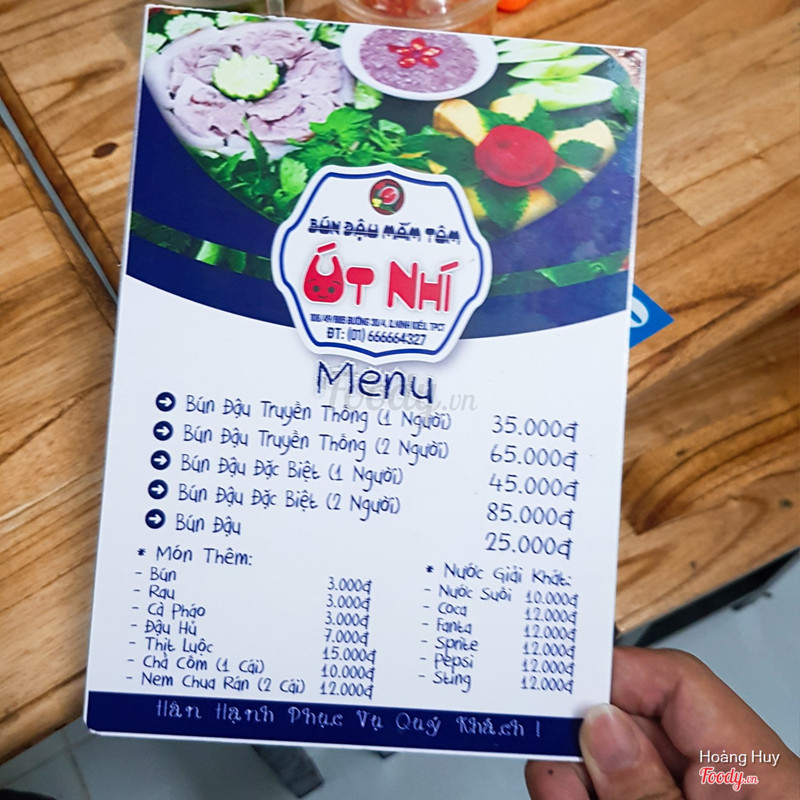 BÚN ĐẬU MẮM TÔM
ÚT NHÍ
ĐT: (01) 666664327
Menu
Bún Đậu Truyền Thống (1 Người) 35.000đ
Bún Đậu Truyền Thống (2 Người) 65.000đ
Bún Đậu Đặc Biệt (1 Người) 45.000đ
Bún Đậu Đặc Biệt (2 Người) 85.000đ
Bún Đậu 25.000đ
* Món Thêm:
- Bún 3.000đ
- Rau 3.000đ
- Cà Pháo 3.000đ
- Đậu Hủ 7.000đ
- Thịt Luộc 15.000đ
- Chả Cốm (1 Cái) 10.000đ
- Nem Chua Rán (2 Cái) 12.000đ
* Nước Giải Khát:
- Nước Suối 10.000đ
- Coca 12.000đ
- Fanta 12.000đ
- Sprite 12.000đ
- Pepsi 12.000đ
- Sting 12.000đ
Hân Hạnh Phục Vụ Quý Khách !
Foody.vn
Hoàng Huy
Foody.vn